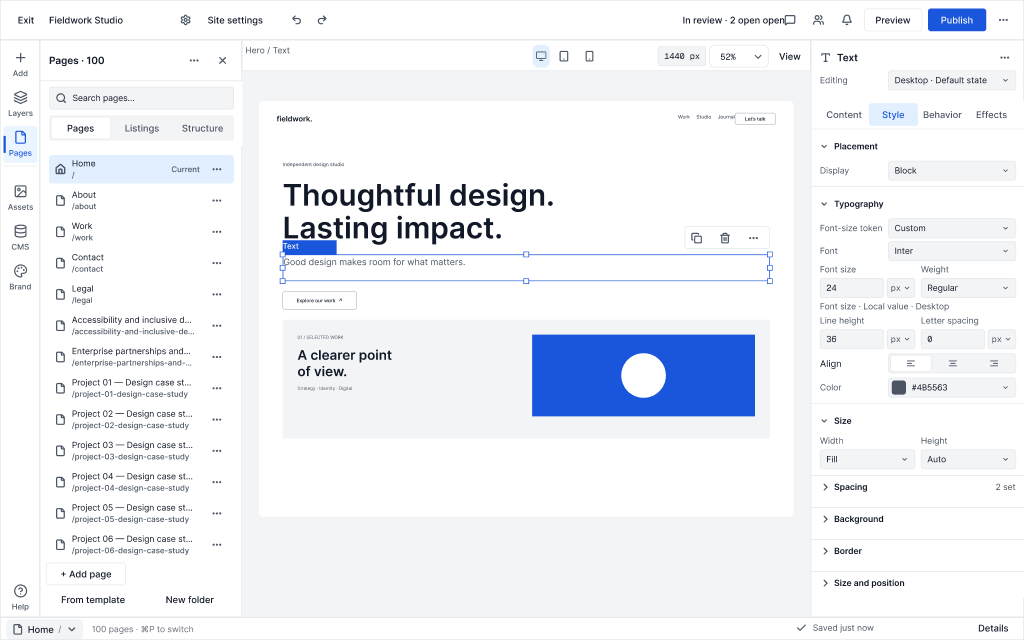 Exit Fieldwork Studio Site settings In review · 2 open open Preview Publish
Add
Layers
Pages
Assets
CMS
Brand
Help
Pages · 100
Search pages...
Pages Listings Structure
Home
/
Current
About
/about
Work
/work
Contact
/contact
Legal
/legal
Accessibility and inclusive d...
/accessibility-and-inclusive-de...
Enterprise partnerships and...
/enterprise-partnerships-and-...
Project 01 — Design case st...
/project-01-design-case-study
Project 02 — Design case st...
/project-02-design-case-study
Project 03 — Design case st...
/project-03-design-case-study
Project 04 — Design case st...
/project-04-design-case-study
Project 05 — Design case st...
/project-05-design-case-study
Project 06 — Design case st...
/project-06-design-case-study
+ Add page
From template New folder
Hero / Text
1440 px 52% View
fieldwork.
Work Studio Journal Let's talk
Independent design studio
Thoughtful design.
Lasting impact.
Text
Good design makes room for what matters.
Explore our work ↗
01 / SELECTED WORK
A clearer point
of view.
Strategy · Identity · Digital
Text
Editing Desktop · Default state
Content Style Behavior Effects
Placement
Display Block
Typography
Font-size token Custom
Font Inter
Font size Weight
24 px Regular
Font size · Local value · Desktop
Line height Letter spacing
36 px 0 px
Align
Color #4B5563
Size
Width Height
Fill Auto
Spacing 2 set
Background
Border
Size and position
Home / 100 pages · ⌘P to switch Saved just now Details